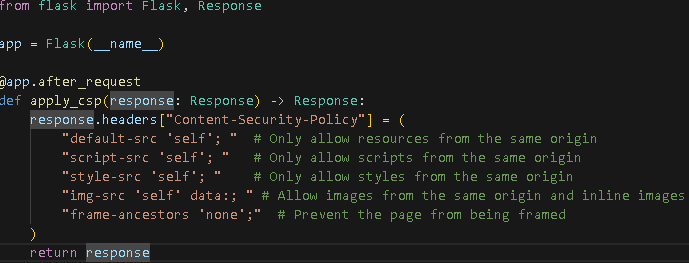 from flask import Flask, Response
app = Flask(__name__)
@app.after_request
def apply_csp(response: Response) -> Response:
    response.headers["Content-Security-Policy"] = (
        "default-src 'self'; "  # Only allow resources from the same origin
        "script-src 'self'; "   # Only allow scripts from the same origin
        "style-src 'self'; "    # Only allow styles from the same origin
        "img-src 'self' data:; " # Allow images from the same origin and inline images
        "frame-ancestors 'none';"  # Prevent the page from being framed
    )
    return response